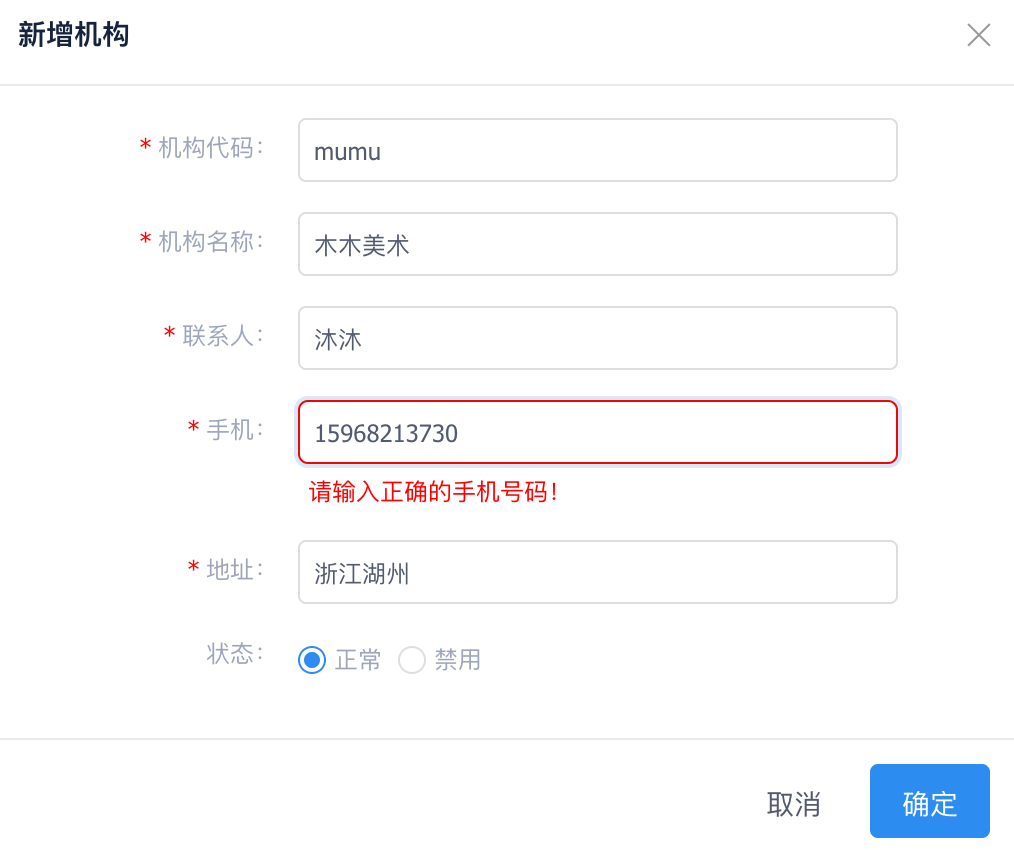 新增机构
* 机构代码： mumu
* 机构名称： 木木美术
* 联系人： 沐沐
* 手机： 15968213730
请输入正确的手机号码！
* 地址： 浙江湖州
状态： 正常 禁用
取消 确定